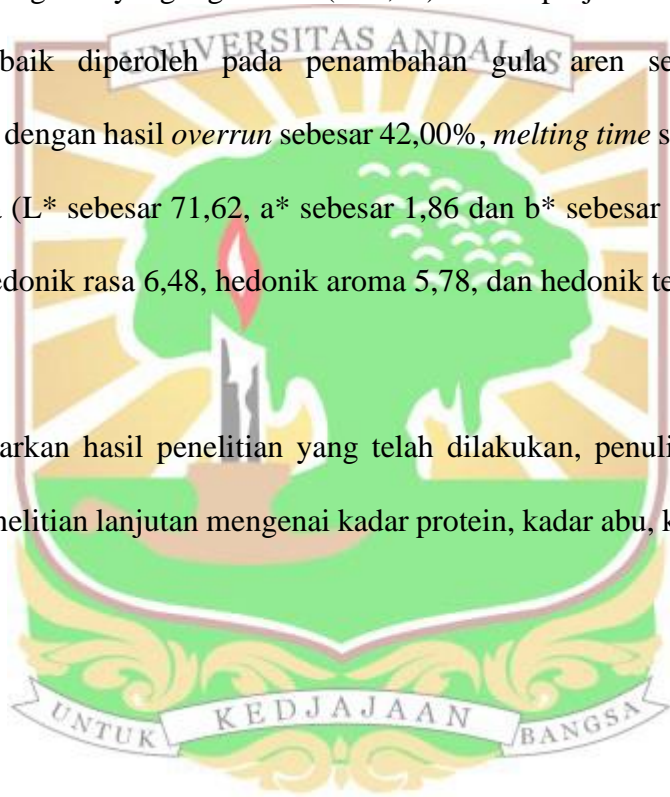 UNIVERSITAS ANDALAS
baik diperoleh pada penambahan gula aren se
dengan hasil overrun sebesar 42,00%, melting time s
(L* sebesar 71,62, a* sebesar 1,86 dan b* sebesar
edonik rasa 6,48, hedonik aroma 5,78, dan hedonik te
arkan hasil penelitian yang telah dilakukan, penuli
nelitian lanjutan mengenai kadar protein, kadar abu, k
UNTUK KEDJAJAAN BANGSA